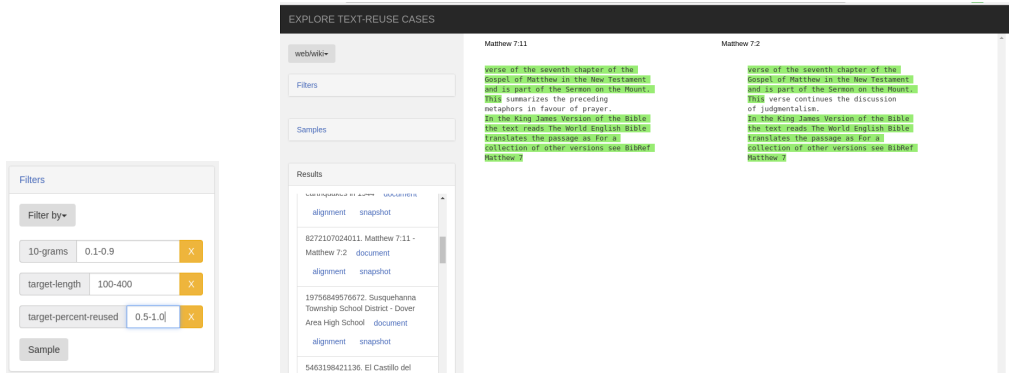 Filters
Filter by
10-grams 0.1-0.9 X
target-length 100-400 X
target-percent-reused 0.5-1.0 X
Sample
EXPLORE TEXT-REUSE CASES
web/wiki
Filters
Samples
Results
earthquakes in 1944 document
alignment snapshot
8272107024011. Matthew 7:11 -
Matthew 7:2 document
alignment snapshot
19756849576672. Susquehanna
Township School District - Dover
Area High School document
alignment snapshot
5463198421136. El Castillo del
Matthew 7:11
verse of the seventh chapter of the
Gospel of Matthew in the New Testament
and is part of the Sermon on the Mount.
This summarizes the preceding
metaphors in favour of prayer.
In the King James Version of the Bible
the text reads The World English Bible
translates the passage as For a
collection of other versions see BibRef
Matthew 7
Matthew 7:2
verse of the seventh chapter of the
Gospel of Matthew in the New Testament
and is part of the Sermon on the Mount.
This verse continues the discussion
of judgmentalism.
In the King James Version of the Bible
the text reads The World English Bible
translates the passage as For a
collection of other versions see BibRef
Matthew 7